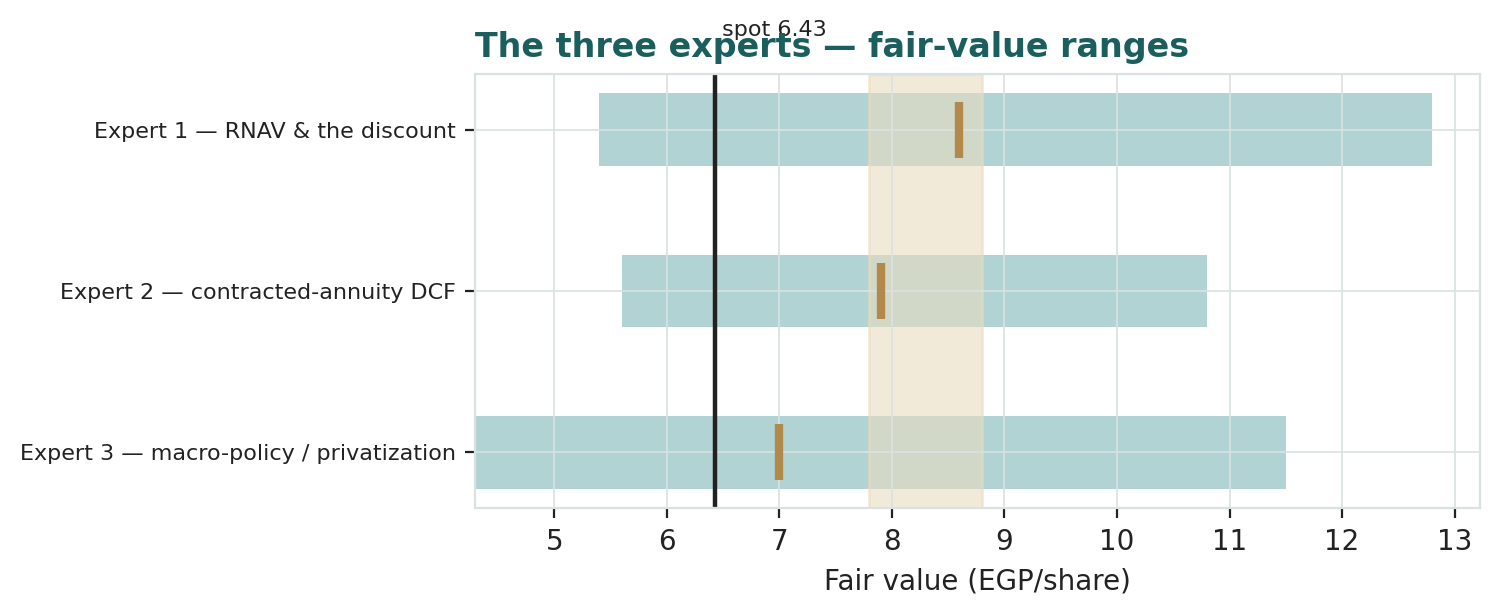 spot 6.43
The three experts — fair-value ranges
Expert 1 — RNAV & the discount
Expert 2 — contracted-annuity DCF
Expert 3 — macro-policy / privatization
5 6 7 8 9 10 11 12 13
Fair value (EGP/share)